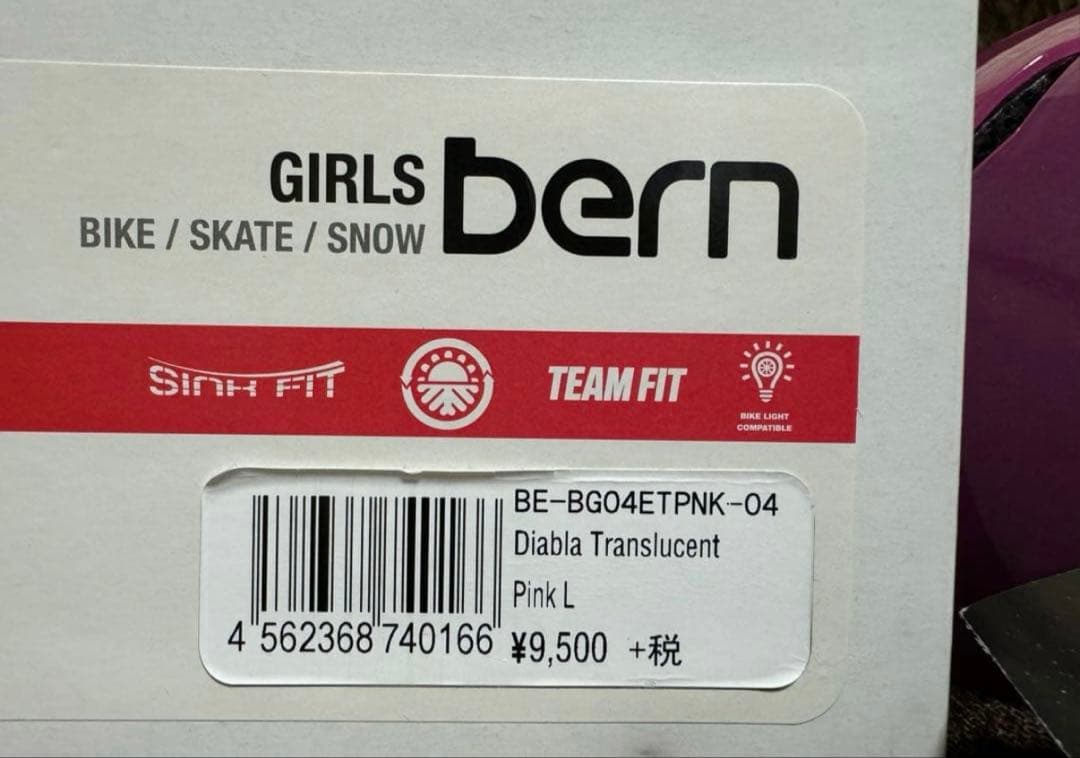 GIRLS bern
BIKE / SKATE / SNOW
SINK FIT
TEAM FIT
BIKE LIGHT
COMPATIBLE
BE-BG04ETPNK-04
Diabla Translucent
Pink L
¥9,500 +税
4 562368 740166